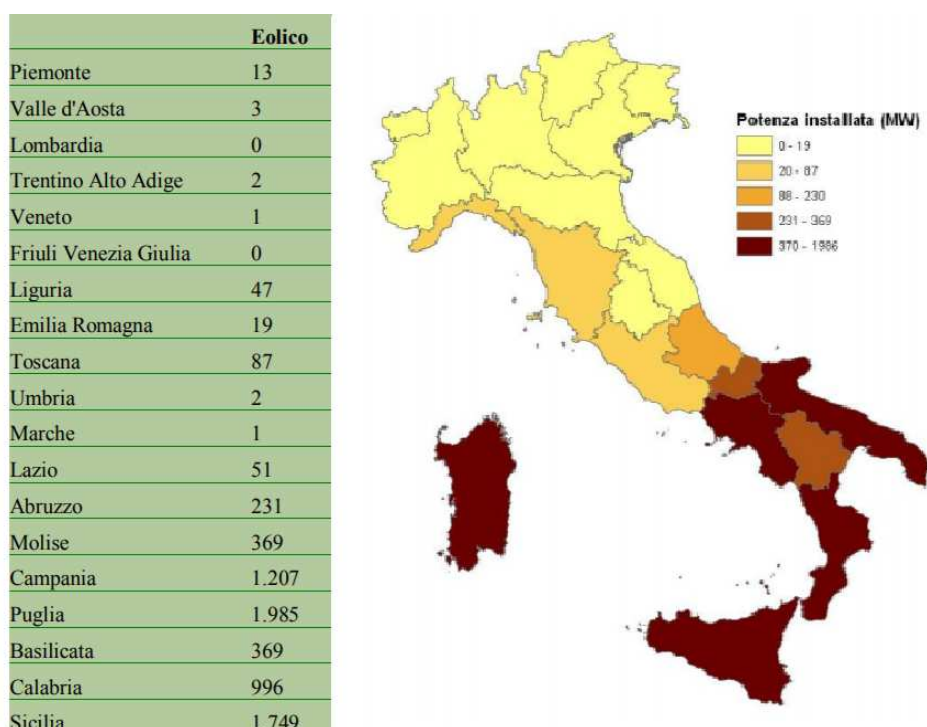 Eolico
Piemonte 13
Valle d'Aosta 3
Lombardia 0
Trentino Alto Adige 2
Veneto 1
Friuli Venezia Giulia 0
Liguria 47
Emilia Romagna 19
Toscana 87
Umbria 2
Marche 1
Lazio 51
Abruzzo 231
Molise 369
Campania 1.207
Puglia 1.985
Basilicata 369
Calabria 996
Sicilia 1.749
Potenza installata (MW)
0 - 19
20 - 87
88 - 230
231 - 369
370 - 1986